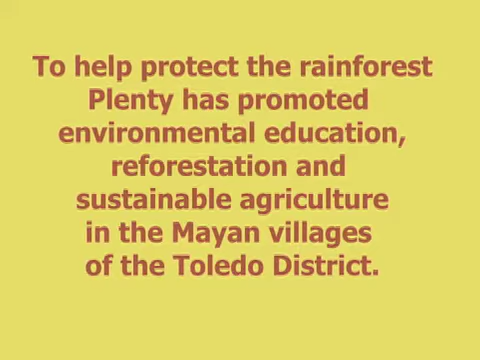 To help protect the rainforest
Plenty has promoted
environmental education,
reforestation and
sustainable agriculture
in the Mayan villages
of the Toledo District.